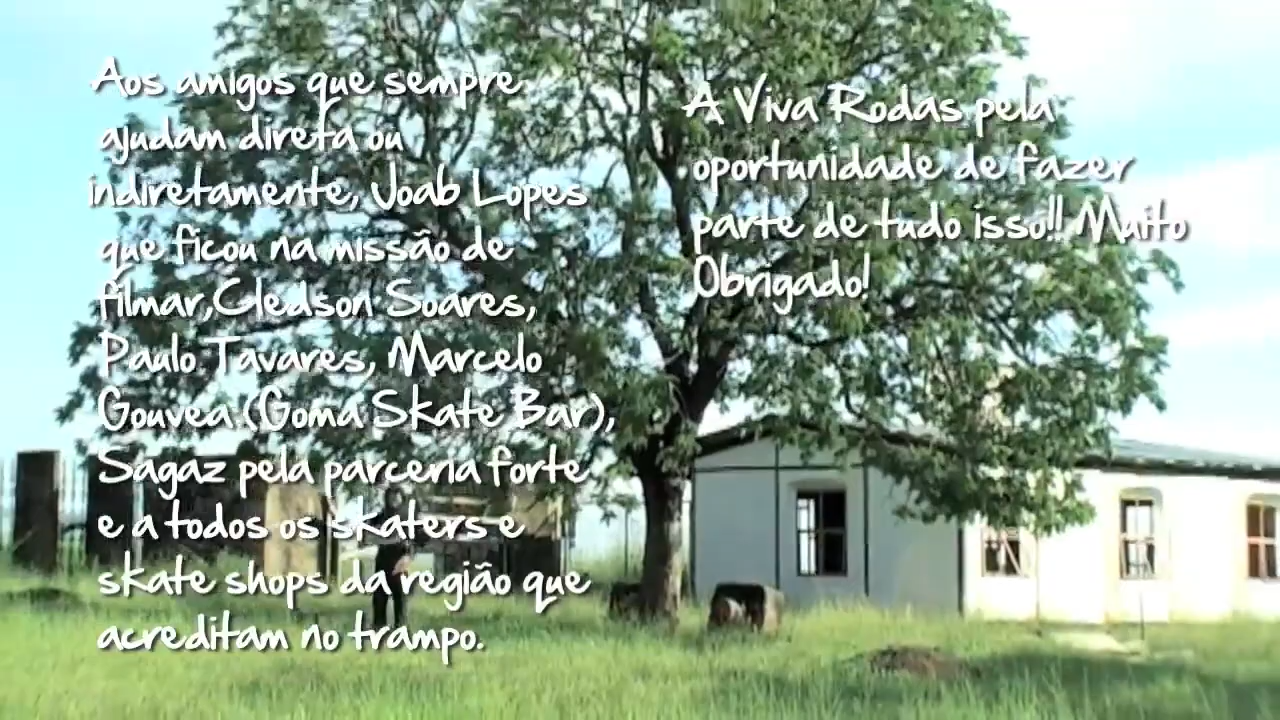 Aos amigos que sempre
ajudam direta ou
indiretamente, Joab Lopes
que ficou na missão de
filmar,Cledson Soares,
Paulo Tavares, Marcelo
Gouvea (Goma Skate Bar),
Sagaz pela parceria forte
e a todos os skaters e
skate shops da região que
acreditam no trampo.
A Viva Rodas pela
oportunidade de fazer
parte de tudo isso!! Muito
Obrigado!